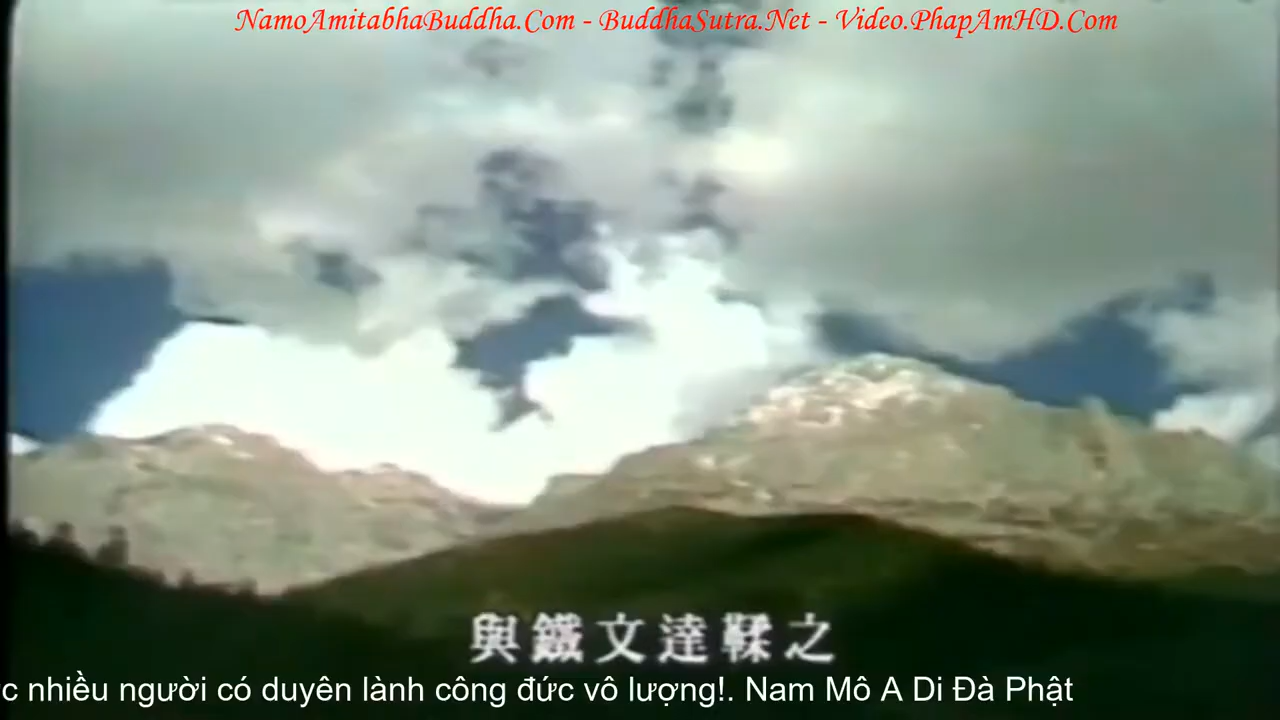 NamoAmitabhaBuddha.Com - BuddhaSutra.Net - Video.PhapAmHD.Com
與鐵文達鞣之
c nhiều người có duyên lành công đức vô lượng!. Nam Mô A Di Đà Phật